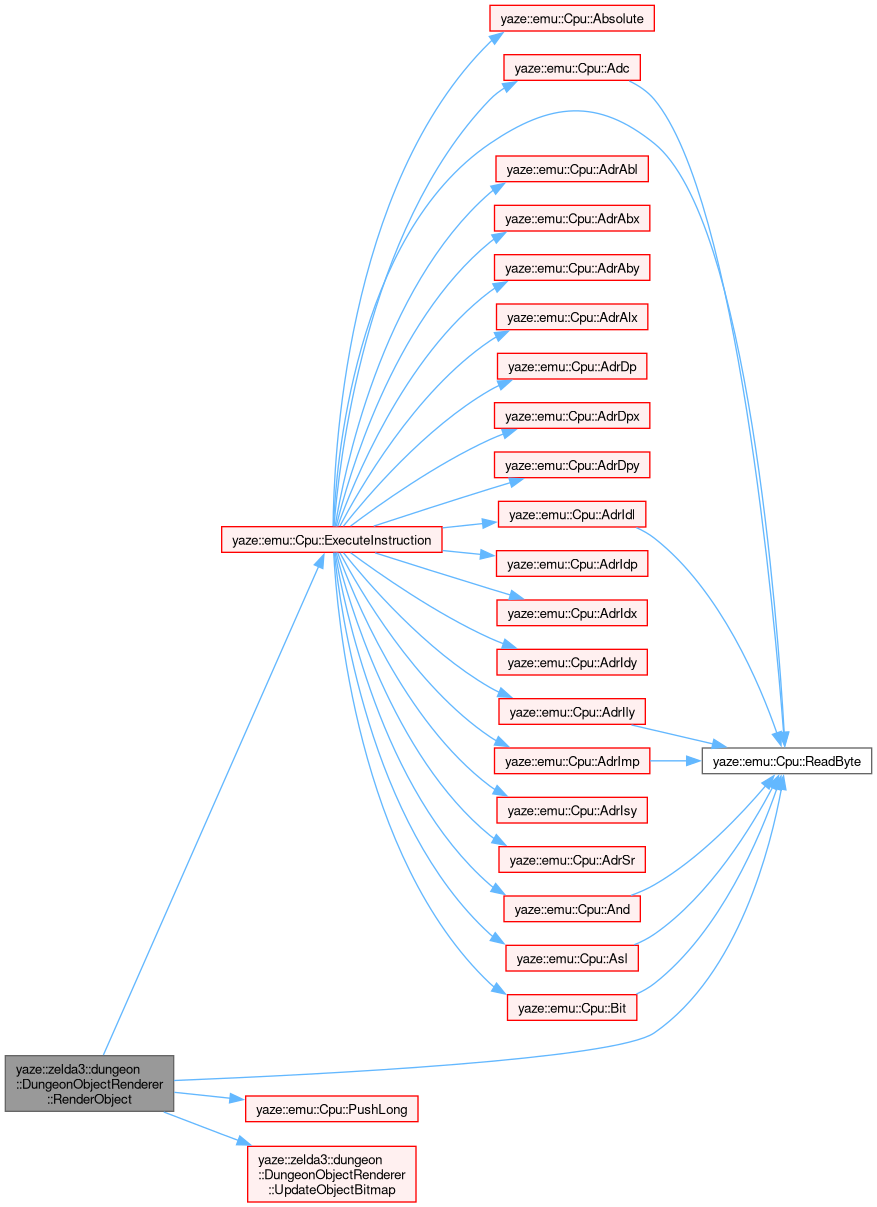 yaze::emu::Cpu::Absolute
yaze::emu::Cpu::Adc
yaze::emu::Cpu::AdrAbl
yaze::emu::Cpu::AdrAbx
yaze::emu::Cpu::AdrAby
yaze::emu::Cpu::AdrAlx
yaze::emu::Cpu::AdrDp
yaze::emu::Cpu::AdrDpx
yaze::emu::Cpu::AdrDpy
yaze::emu::Cpu::AdrIdl
yaze::emu::Cpu::ExecuteInstruction
yaze::emu::Cpu::AdrIdp
yaze::emu::Cpu::AdrIdx
yaze::emu::Cpu::AdrIdy
yaze::emu::Cpu::AdrIly
yaze::emu::Cpu::AdrImp
yaze::emu::Cpu::ReadByte
yaze::emu::Cpu::AdrIsy
yaze::emu::Cpu::AdrSr
yaze::emu::Cpu::And
yaze::emu::Cpu::Asl
yaze::emu::Cpu::Bit
yaze::zelda3::dungeon
::DungeonObjectRenderer
::RenderObject
yaze::emu::Cpu::PushLong
yaze::zelda3::dungeon
::DungeonObjectRenderer
::UpdateObjectBitmap